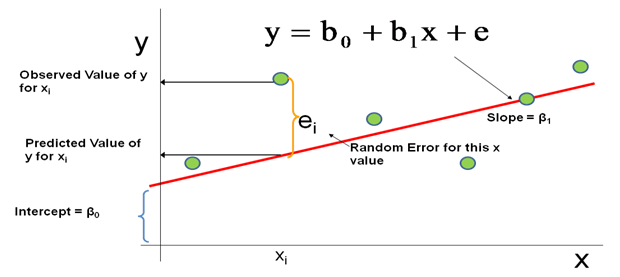 y = b₀ + b₁x + e
y
Observed Value of y
for xᵢ
eᵢ
Slope = β₁
Predicted Value of
y for xᵢ
Random Error for this x
value
Intercept = β₀
xᵢ
x